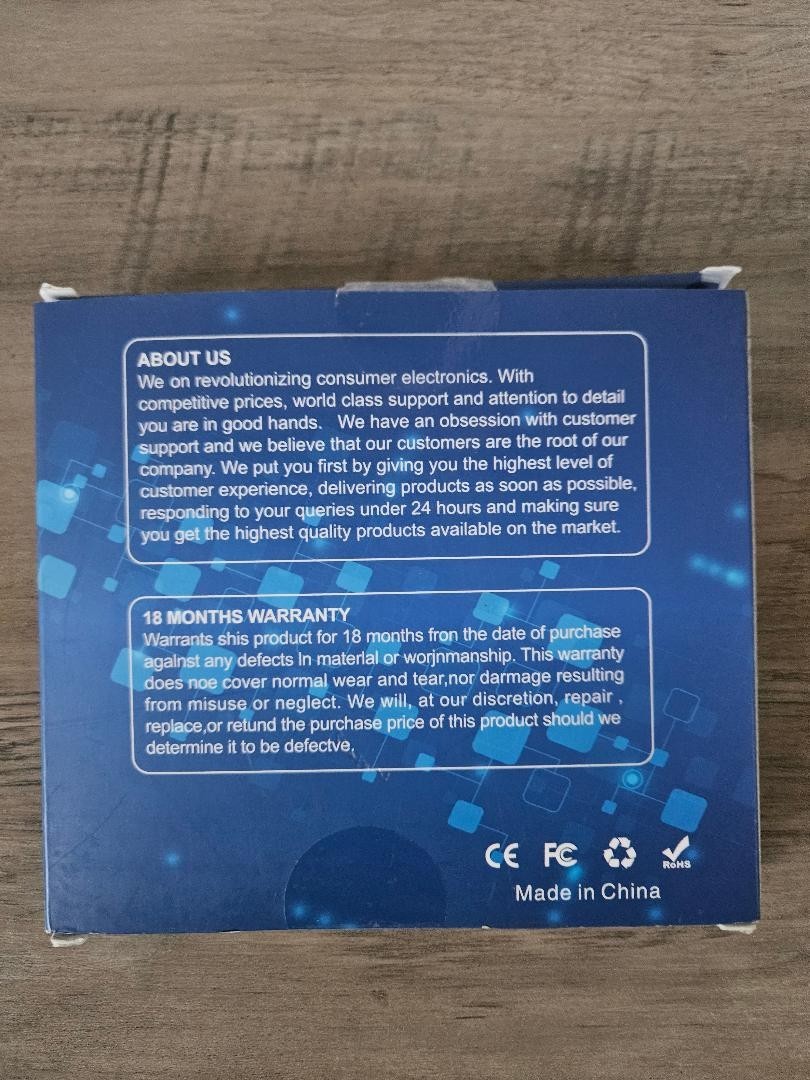 ABOUT US
We on revolutionizing consumer electronics. With
competitive prices, world class support and attention to detail
you are in good hands. We have an obsession with customer
support and we believe that our customers are the root of our
company. We put you first by giving you the highest level of
customer experience, delivering products as soon as possible,
responding to your queries under 24 hours and making sure
you get the highest quality products available on the market.
18 MONTHS WARRANTY
Warrants shis product for 18 months fron the date of purchase
agalnst any defects ln materlal or worjnmanship. This warranty
does noe cover normal wear and tear,nor darmage resulting
from misuse or neglect. We will, at our discretion, repair ,
replace,or retund the purchase price of this product should we
determine it to be defectve.
CE FC RoHS
Made in China